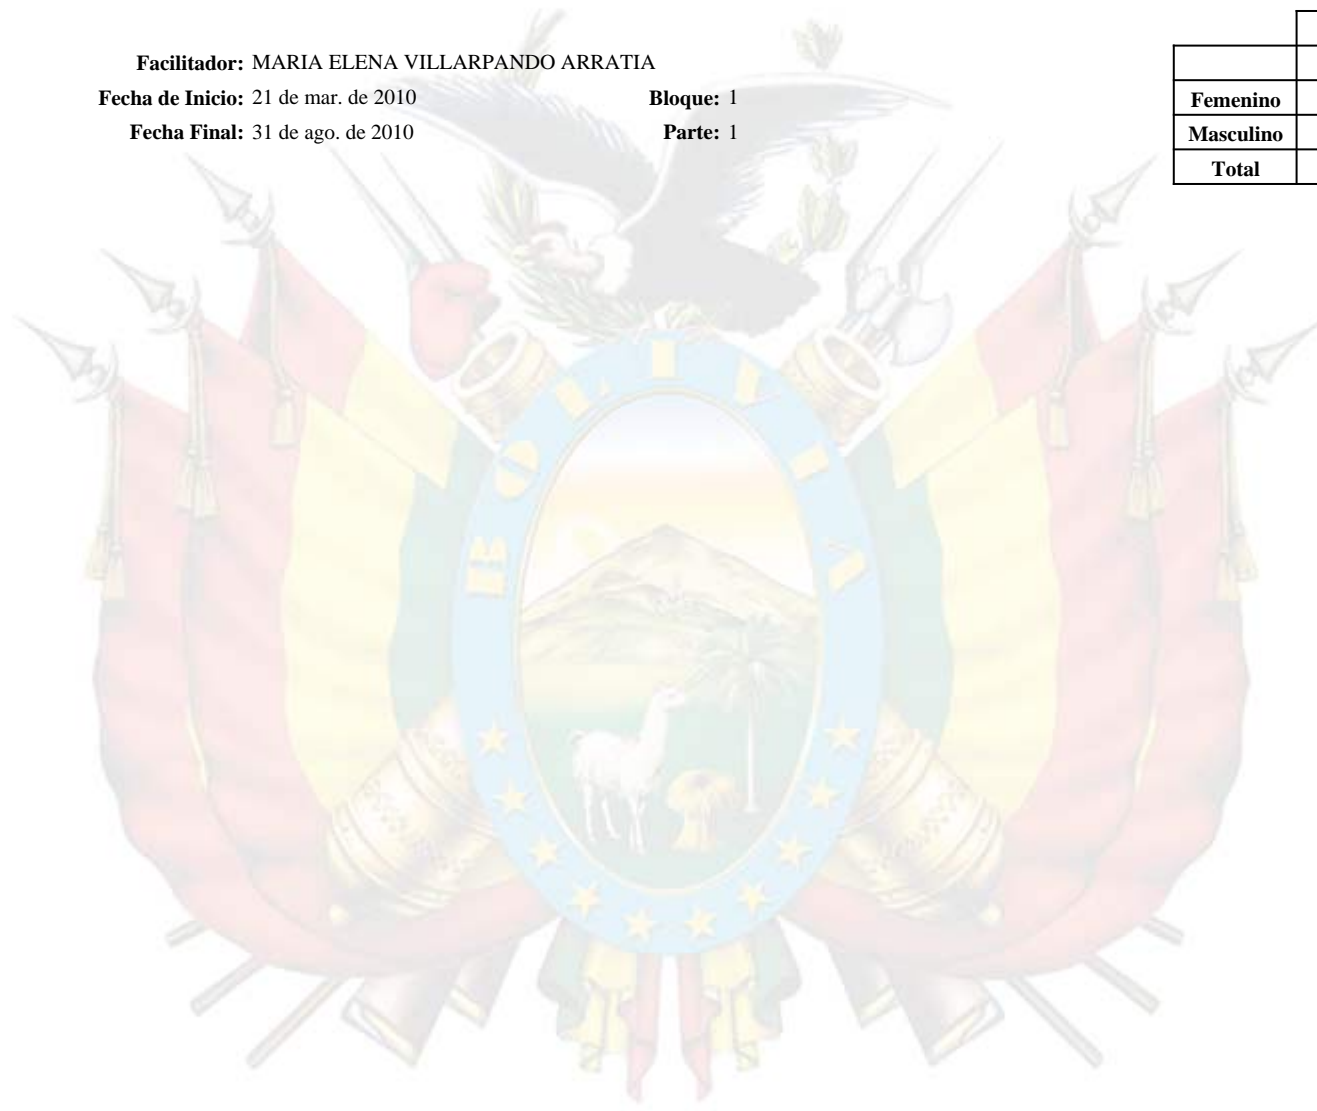 Facilitador: MARIA ELENA VILLARPANDO ARRATIA
Fecha de Inicio: 21 de mar. de 2010 Bloque: 1
Fecha Final: 31 de ago. de 2010 Parte: 1
Femenino
Masculino
Total
BOLIVIA